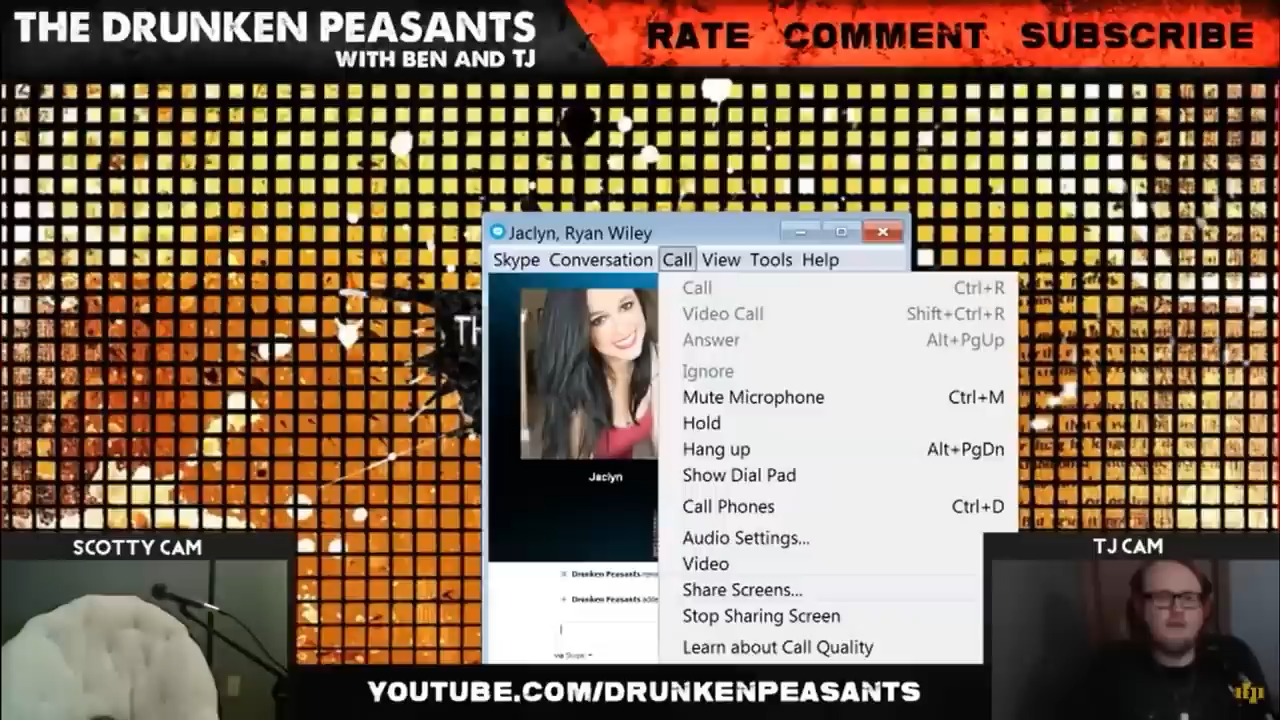 THE DRUNKEN PEASANTS
WITH BEN AND TJ
RATE COMMENT SUBSCRIBE
Jaclyn, Ryan Wiley
Skype Conversation Call View Tools Help
Call Ctrl+R
Video Call Shift+Ctrl+R
Answer Alt+PgUp
Ignore
Mute Microphone Ctrl+M
Hold
Hang up Alt+PgDn
Show Dial Pad
Call Phones Ctrl+D
Audio Settings...
Video
Share Screens...
Stop Sharing Screen
Learn about Call Quality
TH
Jaclyn
Drunken Peasants
Drunken Peasants
via Skype
SCOTTY CAM
TJ CAM
YOUTUBE.COM/DRUNKENPEASANTS